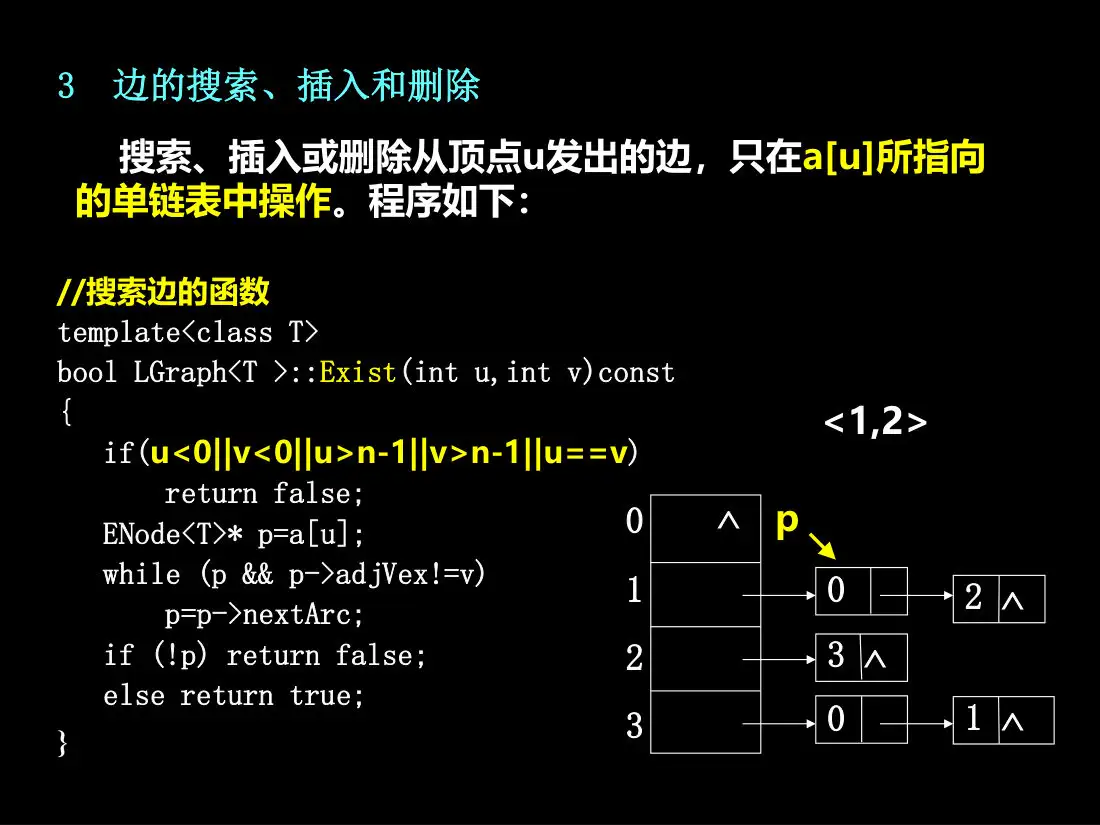 3 边的搜索、插入和删除
搜索、插入或删除从顶点u发出的边，只在a[u]所指向
的单链表中操作。程序如下：
//搜索边的函数
template<class T>
bool LGraph<T >::Exist(int u,int v)const
{
if(u<0||v<0||u>n-1||v>n-1||u==v)
return false;
ENode<T>* p=a[u];
while (p && p->adjVex!=v)
p=p->nextArc;
if (!p) return false;
else return true;
}
<1,2>
0 ∧ p
1 0 2 ∧
2 3 ∧
3 0 1 ∧